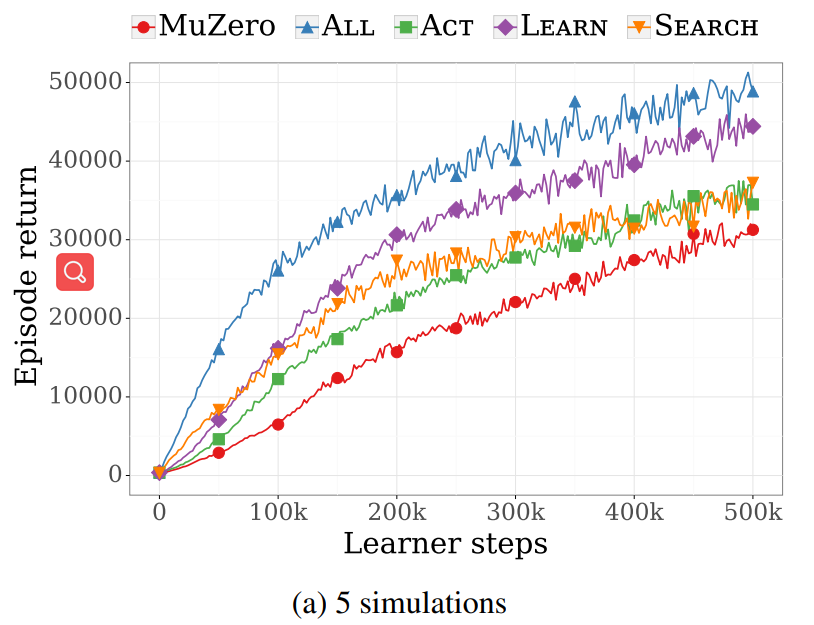 MuZero ALL ACT LEARN SEARCH
Episode return
50000
40000
30000
20000
10000
0
0 100k 200k 300k 400k 500k
Learner steps
(a) 5 simulations